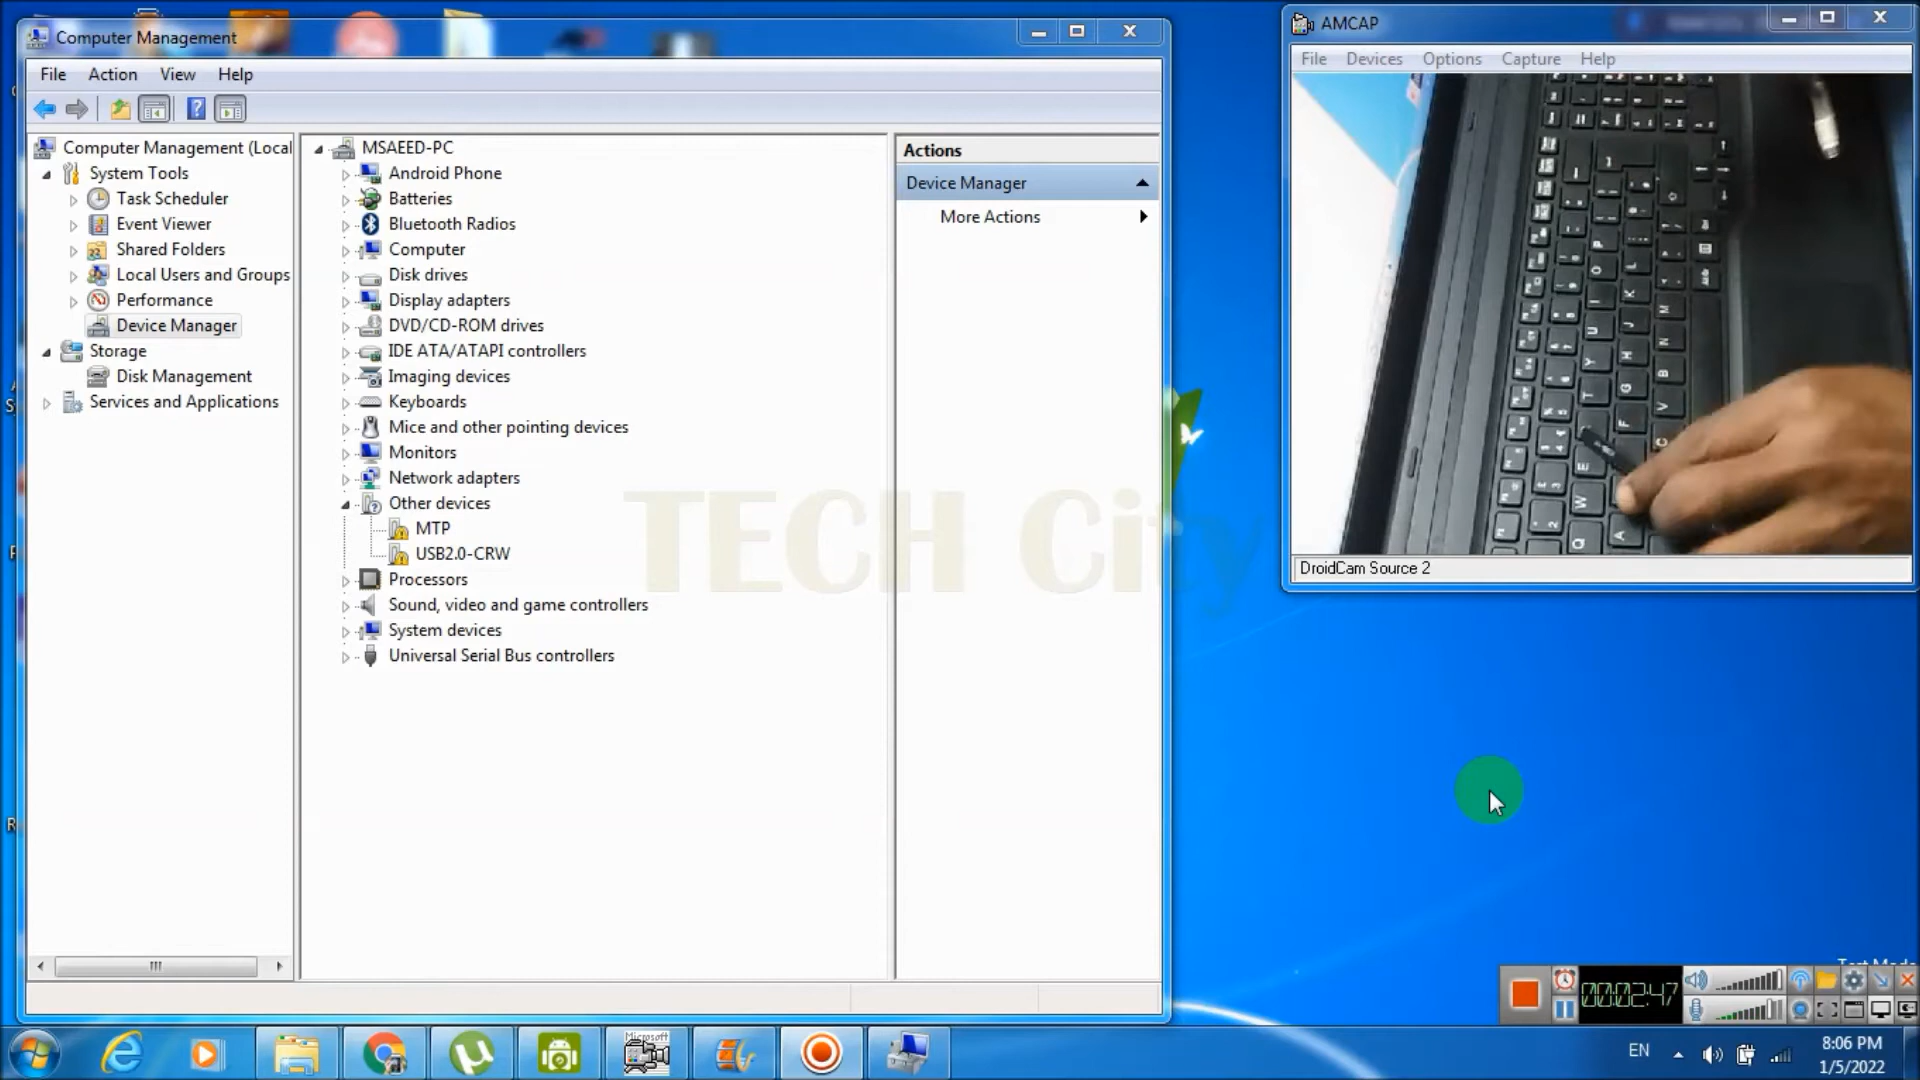 Computer Management
File Action View Help
Computer Management (Local
System Tools
Task Scheduler
Event Viewer
Shared Folders
Local Users and Groups
Performance
Device Manager
Storage
Disk Management
Services and Applications
MSAEED-PC
Android Phone
Batteries
Bluetooth Radios
Computer
Disk drives
Display adapters
DVD/CD-ROM drives
IDE ATA/ATAPI controllers
Imaging devices
Keyboards
Mice and other pointing devices
Monitors
Network adapters
Other devices
MTP
USB2.0-CRW
Processors
Sound, video and game controllers
System devices
Universal Serial Bus controllers
Actions
Device Manager
More Actions
TECH City
AMCAP
File Devices Options Capture Help
DroidCam Source 2
00:02:47
Microsoft
EN
8:06 PM
1/5/2022